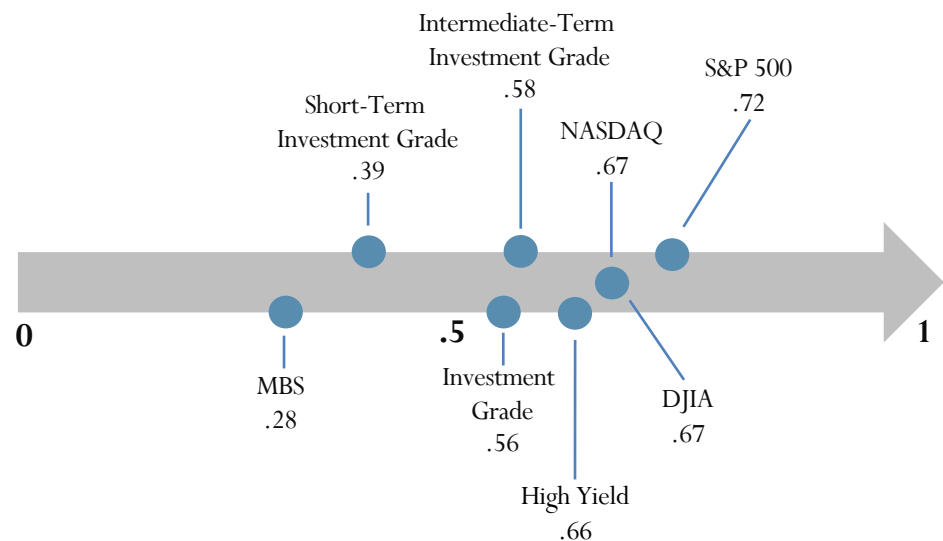 Intermediate-Term
Investment Grade
.58
S&P 500
.72
Short-Term
Investment Grade
.39
NASDAQ
.67
0
.5
1
MBS
.28
Investment
Grade
.56
DJIA
.67
High Yield
.66